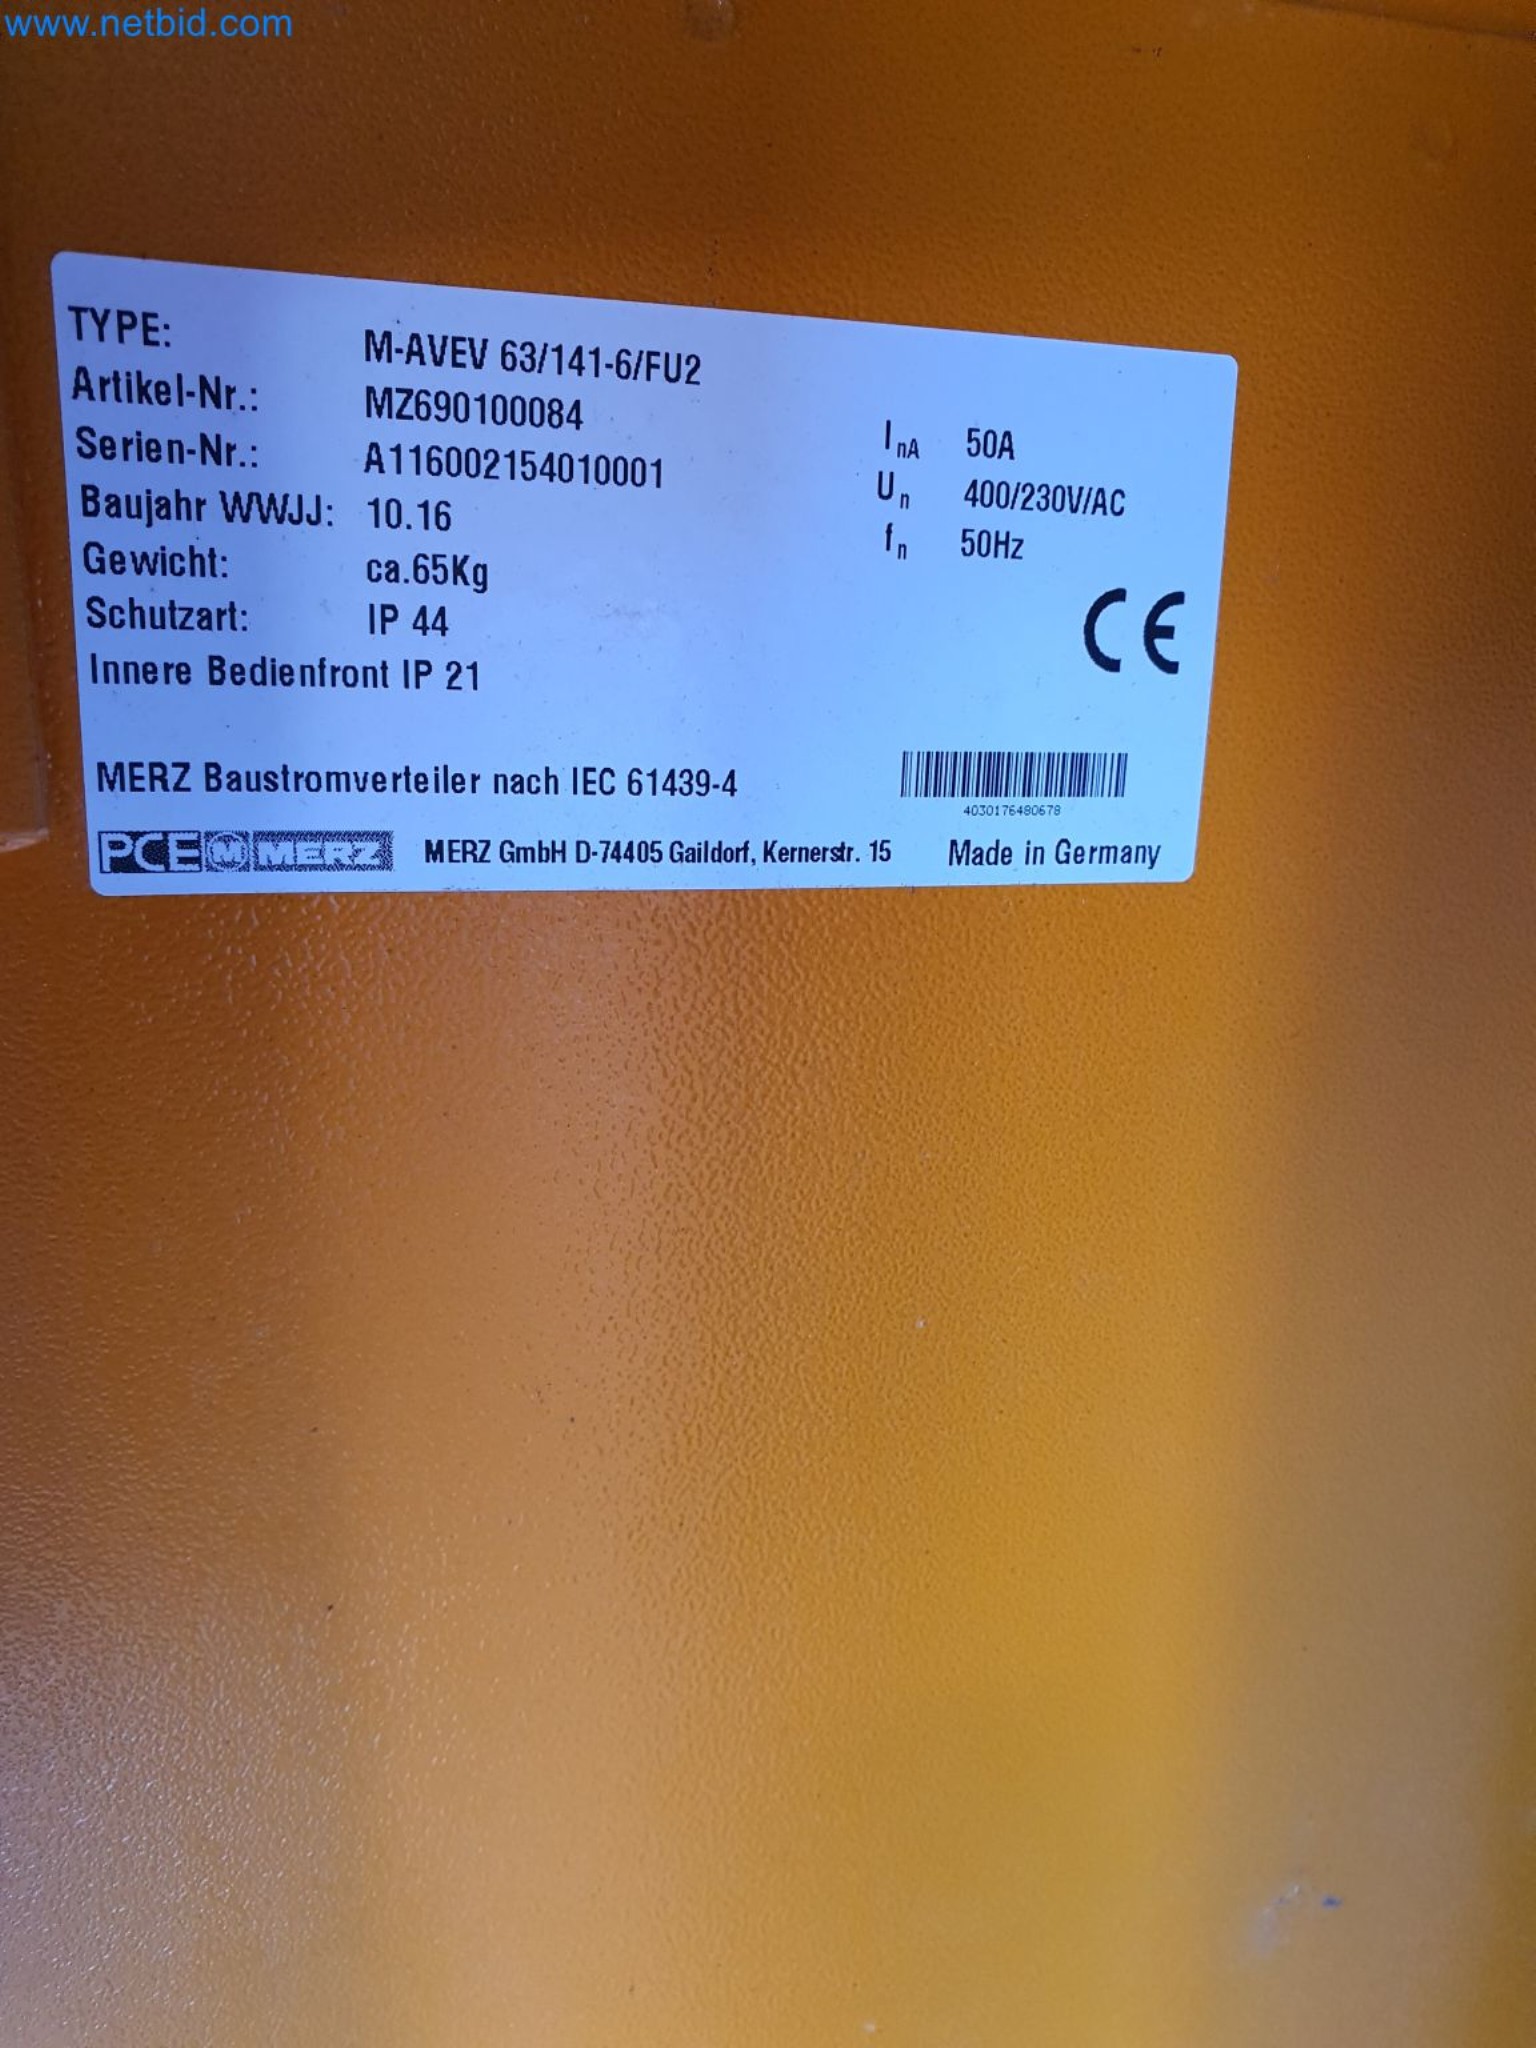 www.netbid.com
TYPE: M-AVEV 63/141-6/FU2
Artikel-Nr.: MZ690100084
Serien-Nr.: A116002154010001
Baujahr WWJJ: 10.16
Gewicht: ca.65Kg
Schutzart: IP 44
Innere Bedienfront IP 21
InA 50A
Un 400/230V/AC
fn 50Hz
CE
MERZ Baustromverteiler nach IEC 61439-4
4030176480678
PCE M MERZ MERZ GmbH D-74405 Gaildorf, Kernerstr. 15 Made in Germany